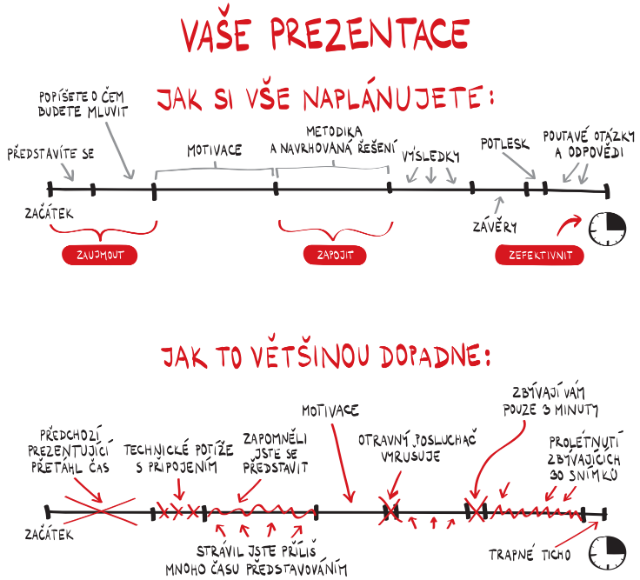 VAŠE PREZENTACE
JAK SI VŠE NAPLÁNUJETE:
POPÍŠETE O ČEM
BUDETE MLUVIT
PŘEDSTAVÍTE SE
MOTIVACE
METODIKA
A NAVRHOVANÁ ŘEŠENÍ
VÝSLEDKY
POTLESK
POUTAVÉ OTÁZKY
A ODPOVĚDI
ZAČÁTEK
ZÁVĚRY
ZAUJMOUT
ZAPOJIT
ZEFEKTIVNIT
JAK TO VĚTŠINOU DOPADNE:
PŘEDCHOZÍ
PREZENTUJÍCÍ
PŘETÁHL ČAS
TECHNICKÉ POTÍŽE
S PŘIPOJENÍM
ZAPOMNĚLI
JSTE SE
PŘEDSTAVIT
MOTIVACE
OTRAVNÝ POSLUCHAČ
VYRUSUJE
ZBÝVAJÍ VÁM
POUZE 3 MINUTY
PROLÉTNUTÍ
ZBÝVAJÍCÍCH
30 SNÍMKŮ
ZAČÁTEK
STRÁVIL JSTE PŘÍLIŠ
MNOHO ČASU PŘEDSTAVOVÁNÍM
TRAPNÉ TICHO